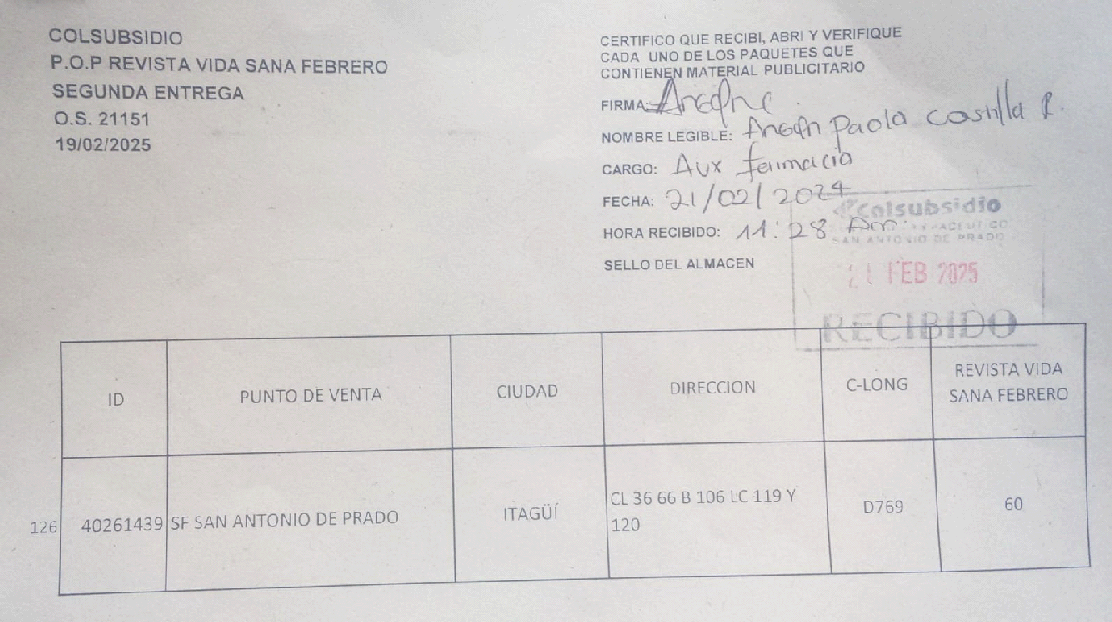 COLSUBSIDIO
P.O.P REVISTA VIDA SANA FEBRERO
SEGUNDA ENTREGA
O.S. 21151
19/02/2025
CERTIFICO QUE RECIBI, ABRI Y VERIFIQUE
CADA UNO DE LOS PAQUETES QUE
CONTIENEN MATERIAL PUBLICITARIO
FIRMA:
NOMBRE LEGIBLE: Paola Castilla R.
CARGO: Aux farmacia
FECHA: 21/02/2024
HORA RECIBIDO: 11:28 Am.
SELLO DEL ALMACEN
colsubsidio
SAN ANTONIO DE PRADO
21 FEB 2025
RECIBIDO
ID PUNTO DE VENTA CIUDAD DIRECCION C-LONG REVISTA VIDA
SANA FEBRERO
126 40261439 SF SAN ANTONIO DE PRADO ITAGÜÍ CL 36 66 B 106 LC 119 Y D769 60
120